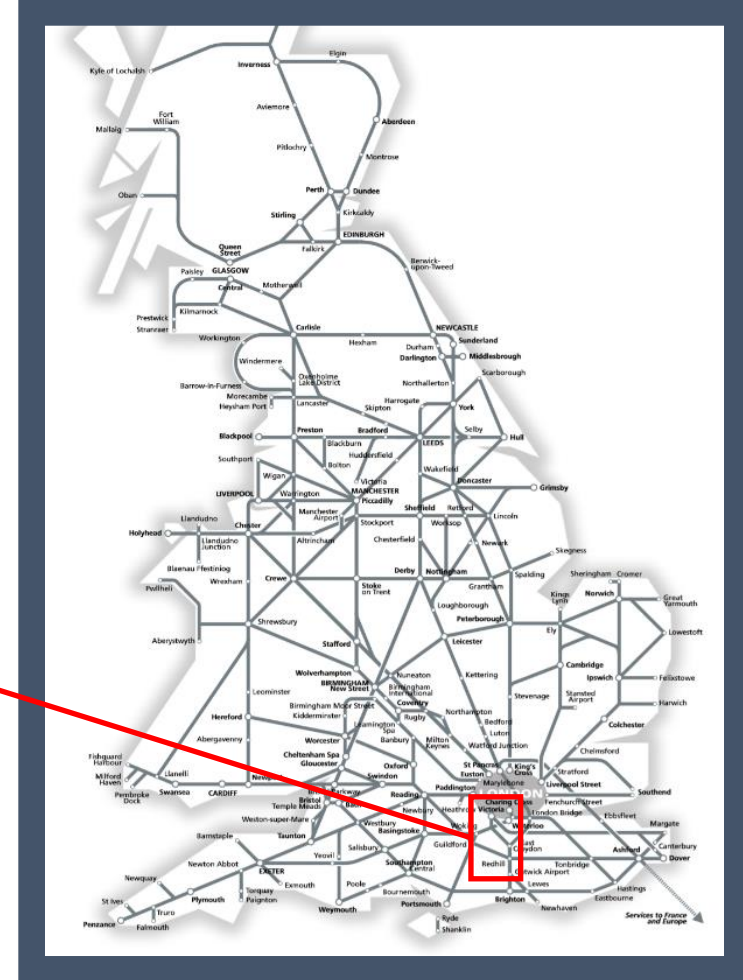 Elgin
Inverness
Kyle of Lochalsh
Aviemore
Fort
William
Mallaig
Aberdeen
Pitlochry
Montrose
Perth
Dundee
Oban
Stirling
Kirkcaldy
EDINBURGH
Queen
Street
Falkirk
Berwick-
upon-Tweed
Paisley
GLASGOW
Central
Motherwell
Prestwick
Kilmarnock
Stranraer
Carlisle
NEWCASTLE
Workington
Hexham
Durham
Sunderland
Darlington
Middlesbrough
Windermere
Oxenholme
Lake District
Northallerton
Scarborough
Barrow-in-Furness
Morecambe
Heysham Port
Lancaster
Harrogate
Skipton
York
Blackpool
Preston
Bradford
LEEDS
Selby
Hull
Blackburn
Huddersfield
Southport
Bolton
Wakefield
Wigan
Victoria
Doncaster
LIVERPOOL
Warrington
MANCHESTER
Piccadilly
Grimsby
Manchester
Airport
Sheffield
Retford
Llandudno
Chester
Stockport
Worksop
Lincoln
Holyhead
Llandudno
Junction
Altrincham
Chesterfield
Newark
Skegness
Blaenau Ffestiniog
Derby
Nottingham
Pwllheli
Wrexham
Crewe
Stoke
on Trent
Grantham
Spalding
Sheringham
Cromer
Kings
Lynn
Norwich
Great
Yarmouth
Loughborough
Shrewsbury
Peterborough
Ely
Lowestoft
Aberystwyth
Stafford
Leicester
Wolverhampton
BIRMINGHAM
New Street
Nuneaton
Kettering
Cambridge
Birmingham
International
Ipswich
Felixstowe
Leominster
Birmingham Moor Street
Coventry
Stevenage
Stansted
Airport
Harwich
Kidderminster
Rugby
Northampton
Hereford
Leamington
Spa
Bedford
Colchester
Abergavenny
Worcester
Banbury
Milton
Keynes
Luton
Watford Junction
Chelmsford
Cheltenham Spa
Gloucester
Oxford
St Pancras
Euston
King's
Cross
Stratford
Fishguard
Harbour
Milford
Haven
Llanelli
Pembroke
Dock
Swansea
CARDIFF
Newport
Parkway
Swindon
Marylebone
Paddington
LONDON
Liverpool Street
Southend
Bristol
Temple Meads
Bath
Reading
Heathrow
Charing Cross
Victoria
Fenchurch Street
London Bridge
Ebbsfleet
Weston-super-Mare
Westbury
Newbury
Basingstoke
Woking
Waterloo
Margate
Barnstaple
Taunton
Salisbury
Guildford
East
Croydon
Ashford
Canterbury
Dover
Newton Abbot
EXETER
Yeovil
Southampton
Central
Redhill
Gatwick Airport
Tonbridge
Newquay
Exmouth
Torquay
Paignton
Poole
Bournemouth
Lewes
Hastings
Eastbourne
St Ives
Truro
Plymouth
Weymouth
Portsmouth
Brighton
Newhaven
Penzance
Falmouth
Ryde
Shanklin
Services to France
and Europe